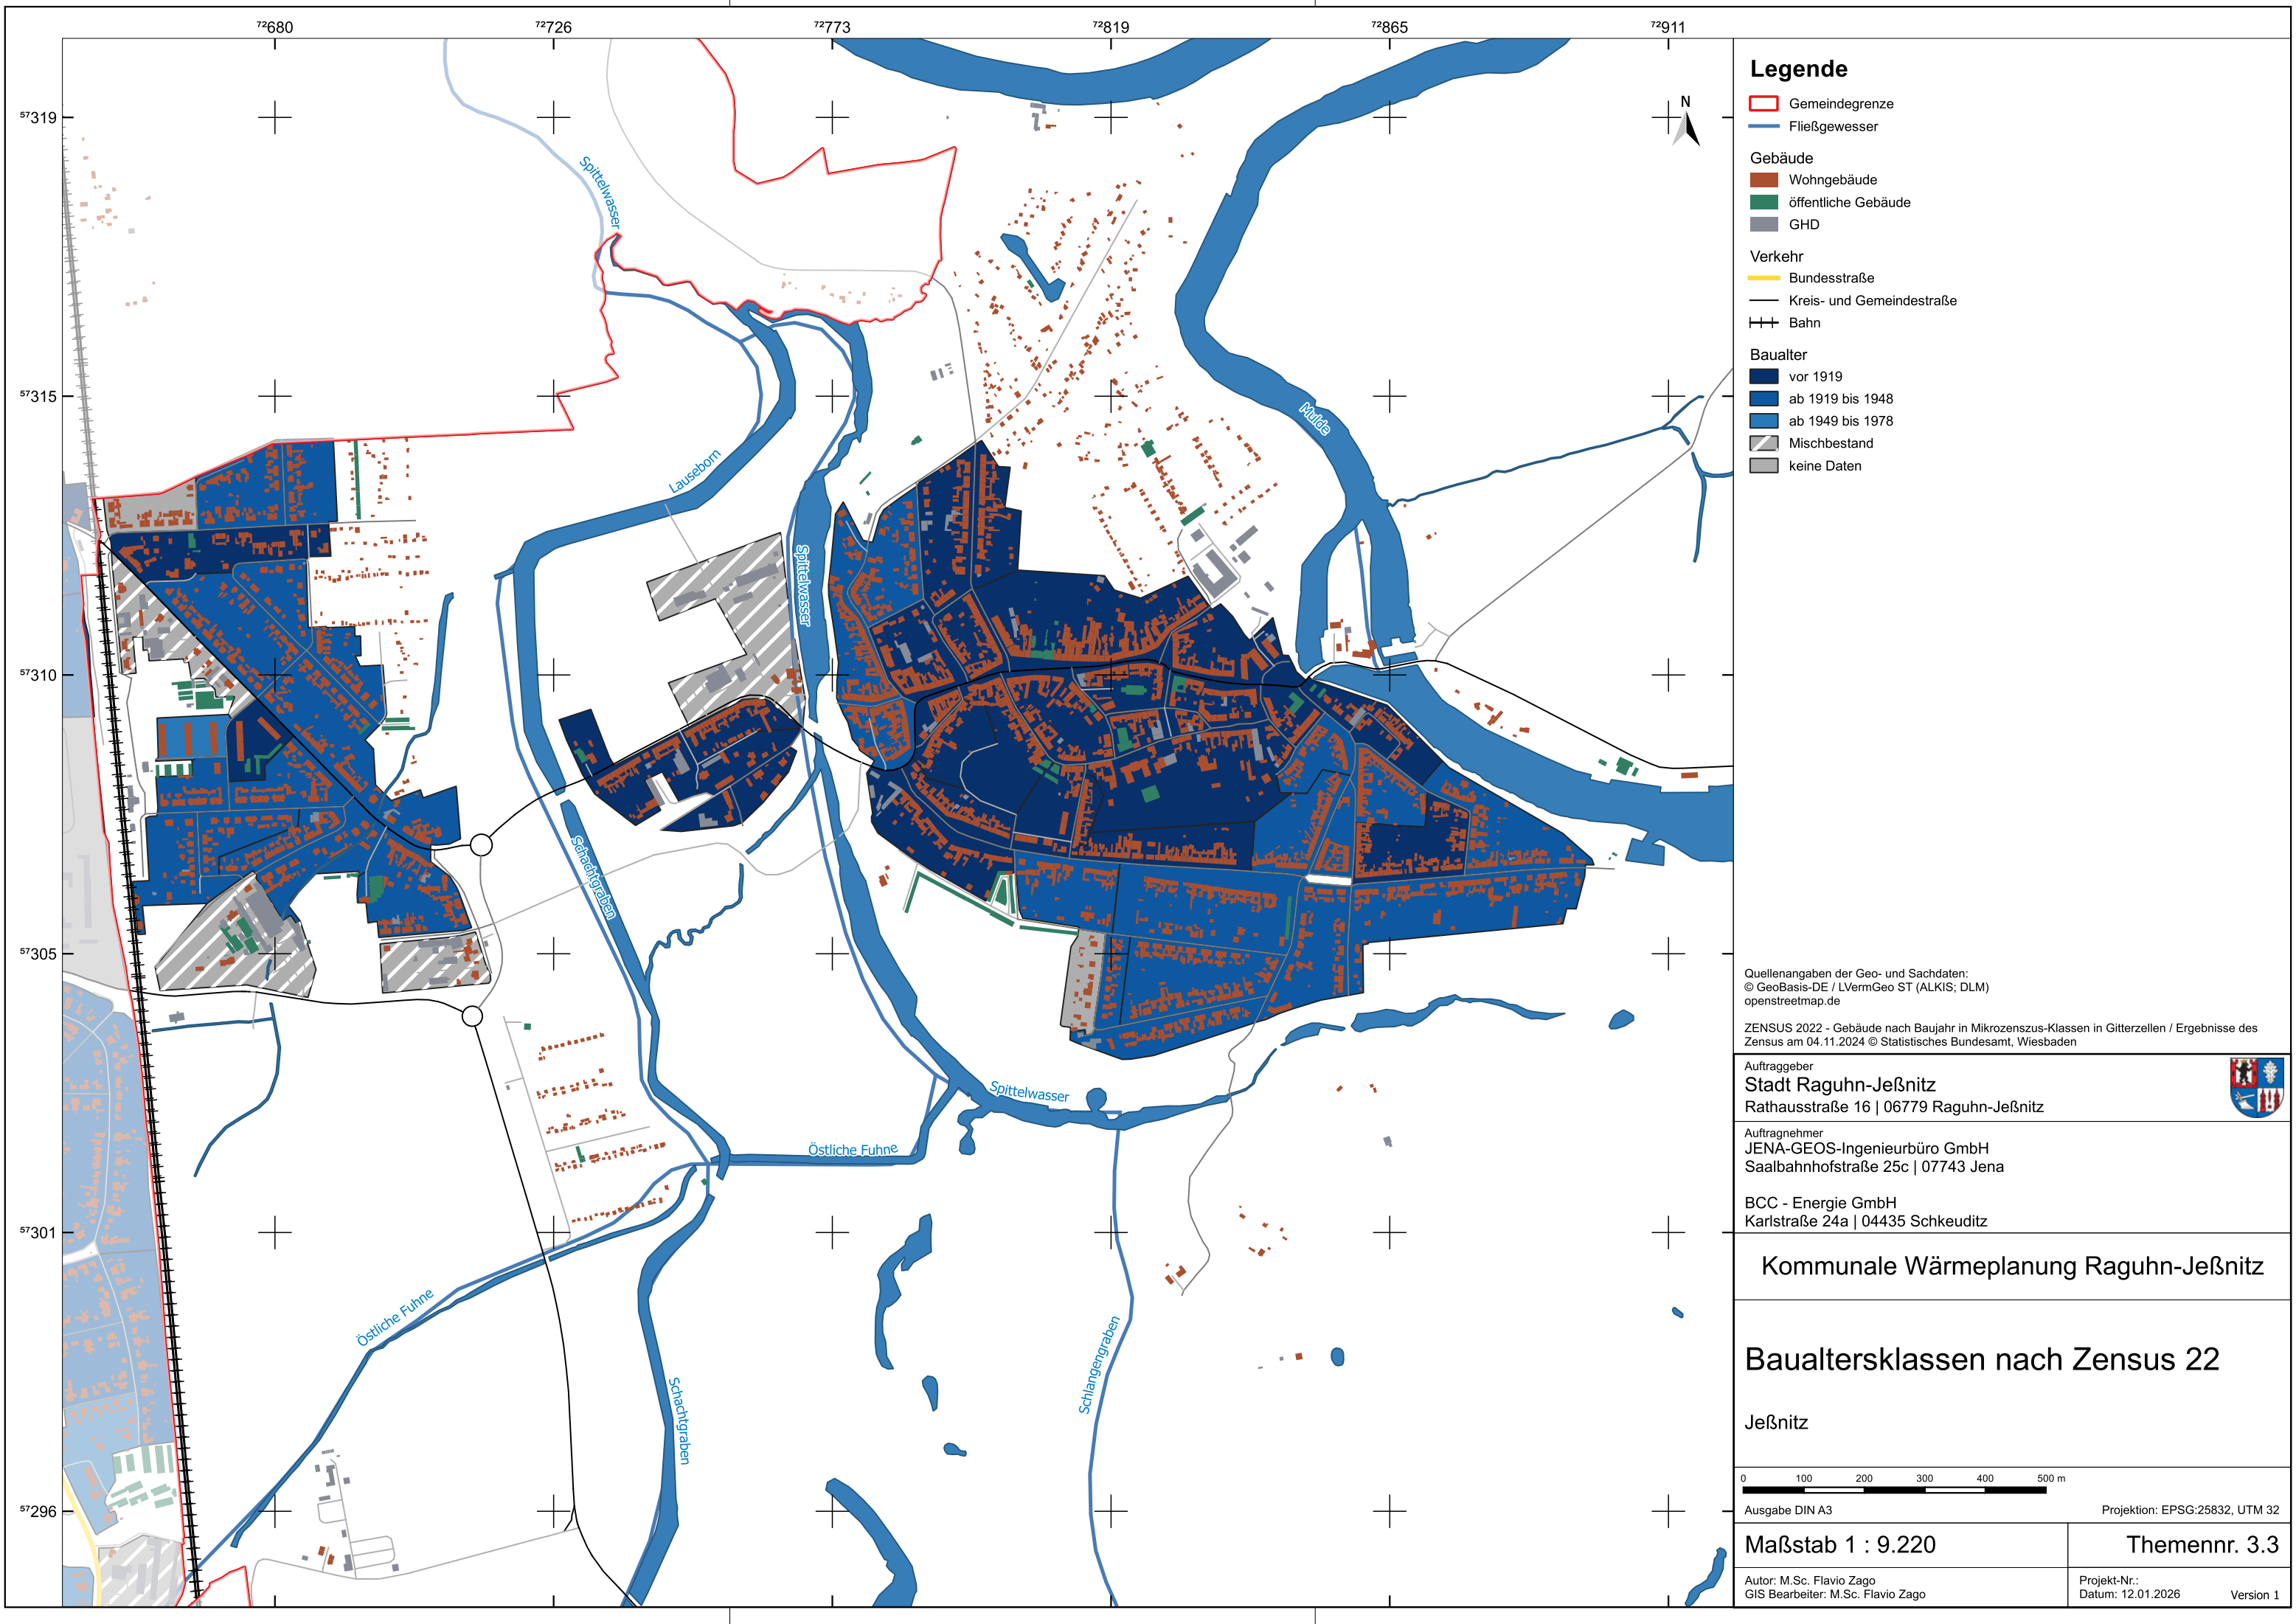 72680
72726
72773
72819
72865
72911
57319
57315
57310
57305
57301
57296
N
Spittelwasser
Lauseborn
Spittelwasser
Mulde
Schachtgraben
Spittelwasser
Östliche Fuhne
Östliche Fuhne
Schachtgraben
Schlangengraben
Legende
Gemeindegrenze
Fließgewesser
Gebäude
Wohngebäude
öffentliche Gebäude
GHD
Verkehr
Bundesstraße
Kreis- und Gemeindestraße
Bahn
Baualter
vor 1919
ab 1919 bis 1948
ab 1949 bis 1978
Mischbestand
keine Daten
Quellenangaben der Geo- und Sachdaten:
© GeoBasis-DE / LVermGeo ST (ALKIS; DLM)
openstreetmap.de
ZENSUS 2022 - Gebäude nach Baujahr in Mikrozenszus-Klassen in Gitterzellen / Ergebnisse des
Zensus am 04.11.2024 © Statistisches Bundesamt, Wiesbaden
Auftraggeber
Stadt Raguhn-Jeßnitz
Rathausstraße 16 | 06779 Raguhn-Jeßnitz
Auftragnehmer
JENA-GEOS-Ingenieurbüro GmbH
Saalbahnhofstraße 25c | 07743 Jena
BCC - Energie GmbH
Karlstraße 24a | 04435 Schkeuditz
Kommunale Wärmeplanung Raguhn-Jeßnitz
Baualtersklassen nach Zensus 22
Jeßnitz
0 100 200 300 400 500 m
Ausgabe DIN A3 Projektion: EPSG:25832, UTM 32
Maßstab 1 : 9.220 Themennr. 3.3
Autor: M.Sc. Flavio Zago
GIS Bearbeiter: M.Sc. Flavio Zago
Projekt-Nr.:
Datum: 12.01.2026 Version 1